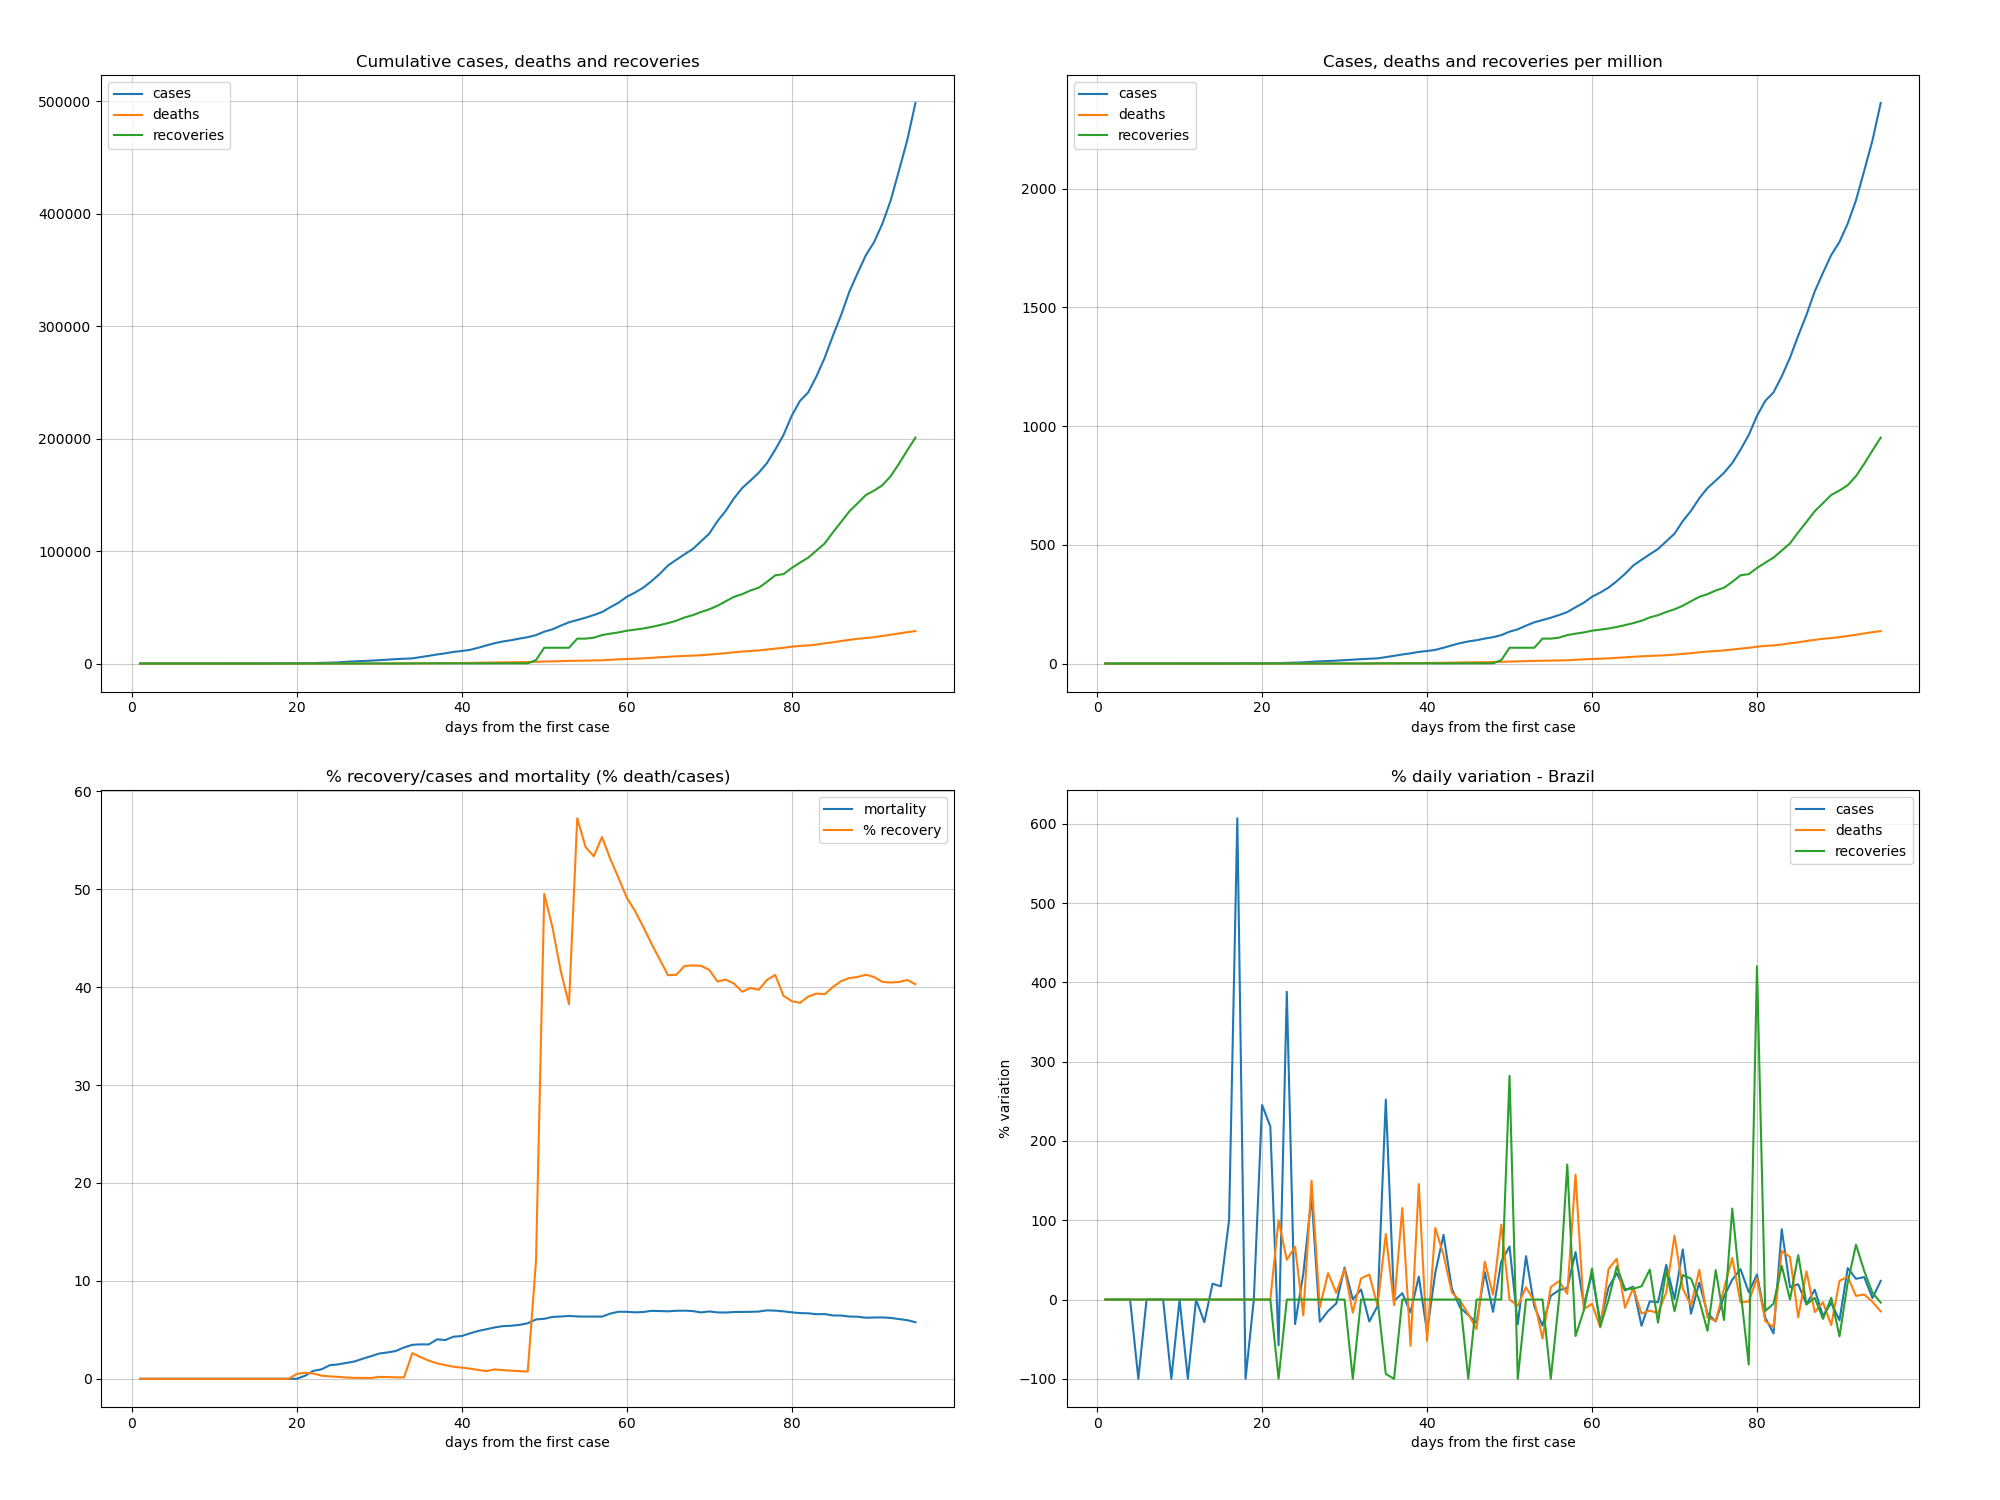 Cumulative cases, deaths and recoveries
cases
deaths
recoveries
500000
400000
300000
200000
100000
0
0 20 40 60 80
days from the first case
Cases, deaths and recoveries per million
cases
deaths
recoveries
2000
1500
1000
500
0
0 20 40 60 80
days from the first case
% recovery/cases and mortality (% death/cases)
mortality
% recovery
60
50
40
30
20
10
0
0 20 40 60 80
days from the first case
% daily variation - Brazil
cases
deaths
recoveries
% variation
600
500
400
300
200
100
0
−100
0 20 40 60 80
days from the first case